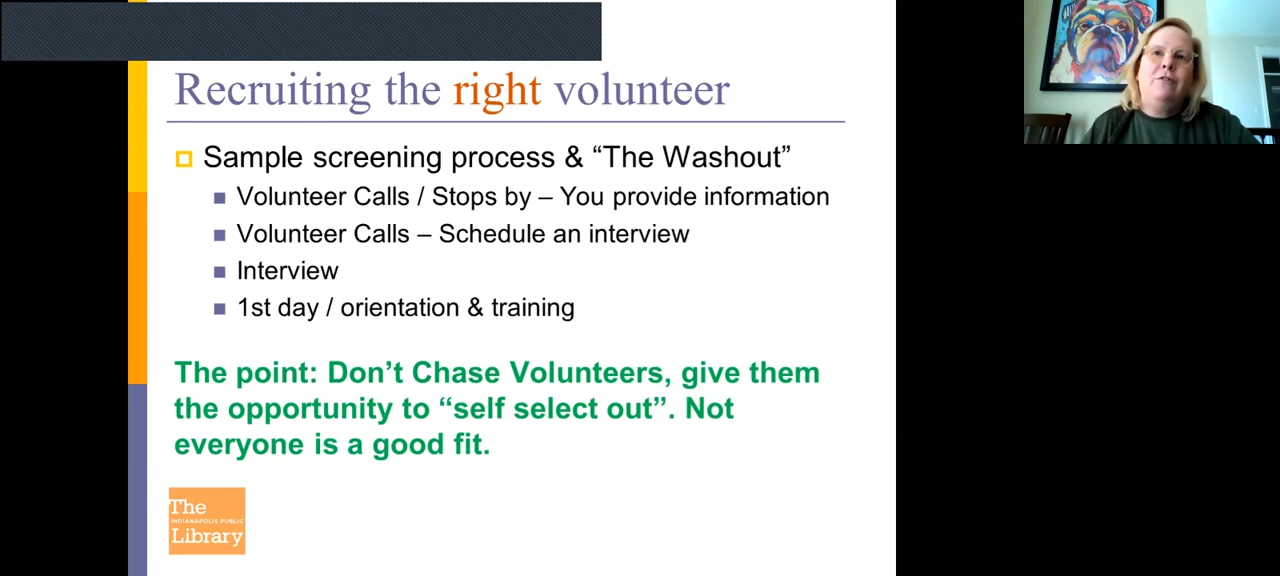 Recruiting the right volunteer
Sample screening process & “The Washout”
Volunteer Calls / Stops by – You provide information
Volunteer Calls – Schedule an interview
Interview
1st day / orientation & training
The point: Don’t Chase Volunteers, give them
the opportunity to “self select out”. Not
everyone is a good fit.
The
INDIANAPOLIS PUBLIC
Library